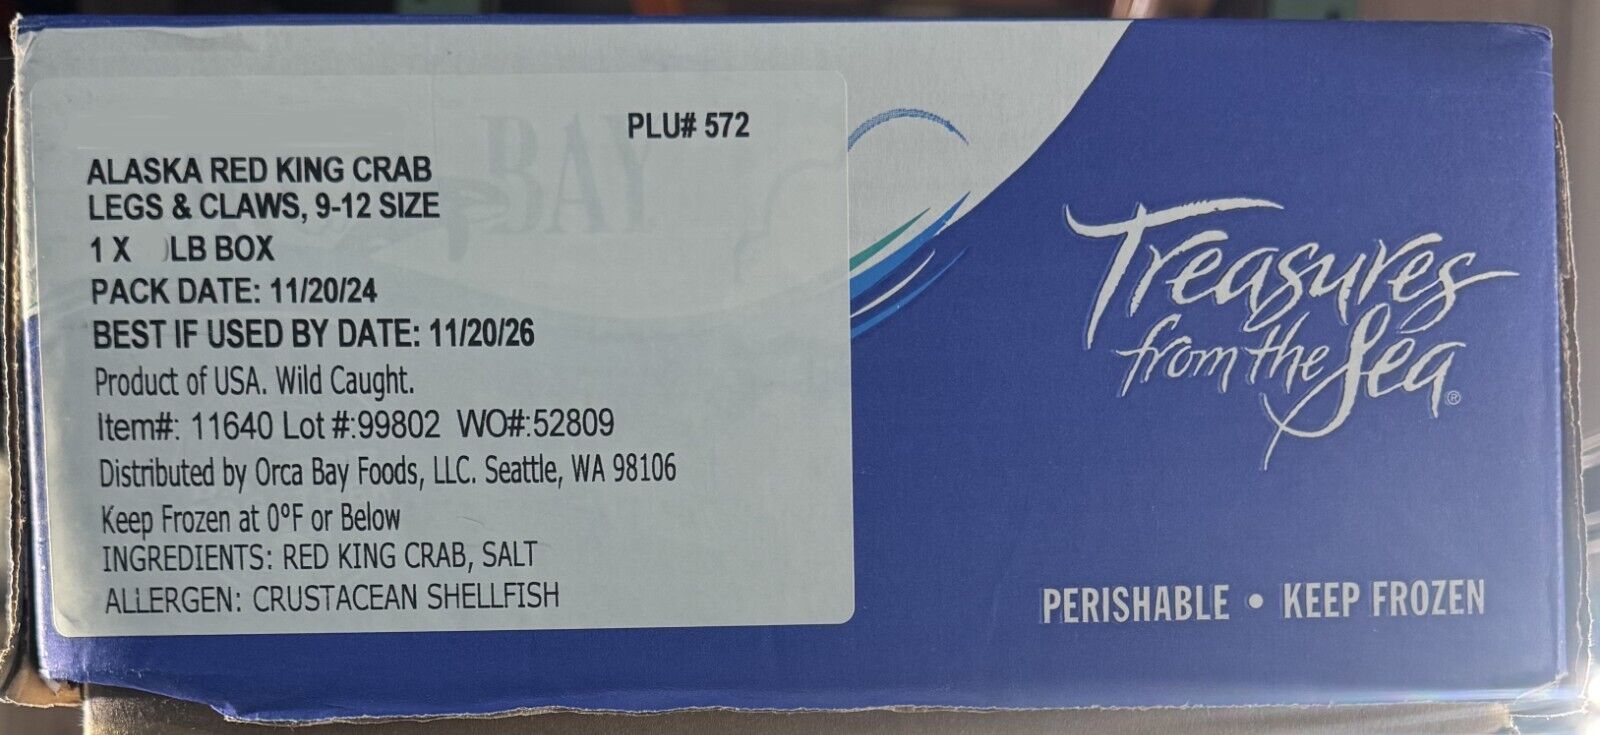 PLU# 572
BAY
ALASKA RED KING CRAB
LEGS & CLAWS, 9-12 SIZE
1 X LB BOX
PACK DATE: 11/20/24
BEST IF USED BY DATE: 11/20/26
Product of USA. Wild Caught.
Item#: 11640 Lot #:99802 WO#:52809
Distributed by Orca Bay Foods, LLC. Seattle, WA 98106
Keep Frozen at 0°F or Below
INGREDIENTS: RED KING CRAB, SALT
ALLERGEN: CRUSTACEAN SHELLFISH
Treasures
from the Sea®
PERISHABLE • KEEP FROZEN